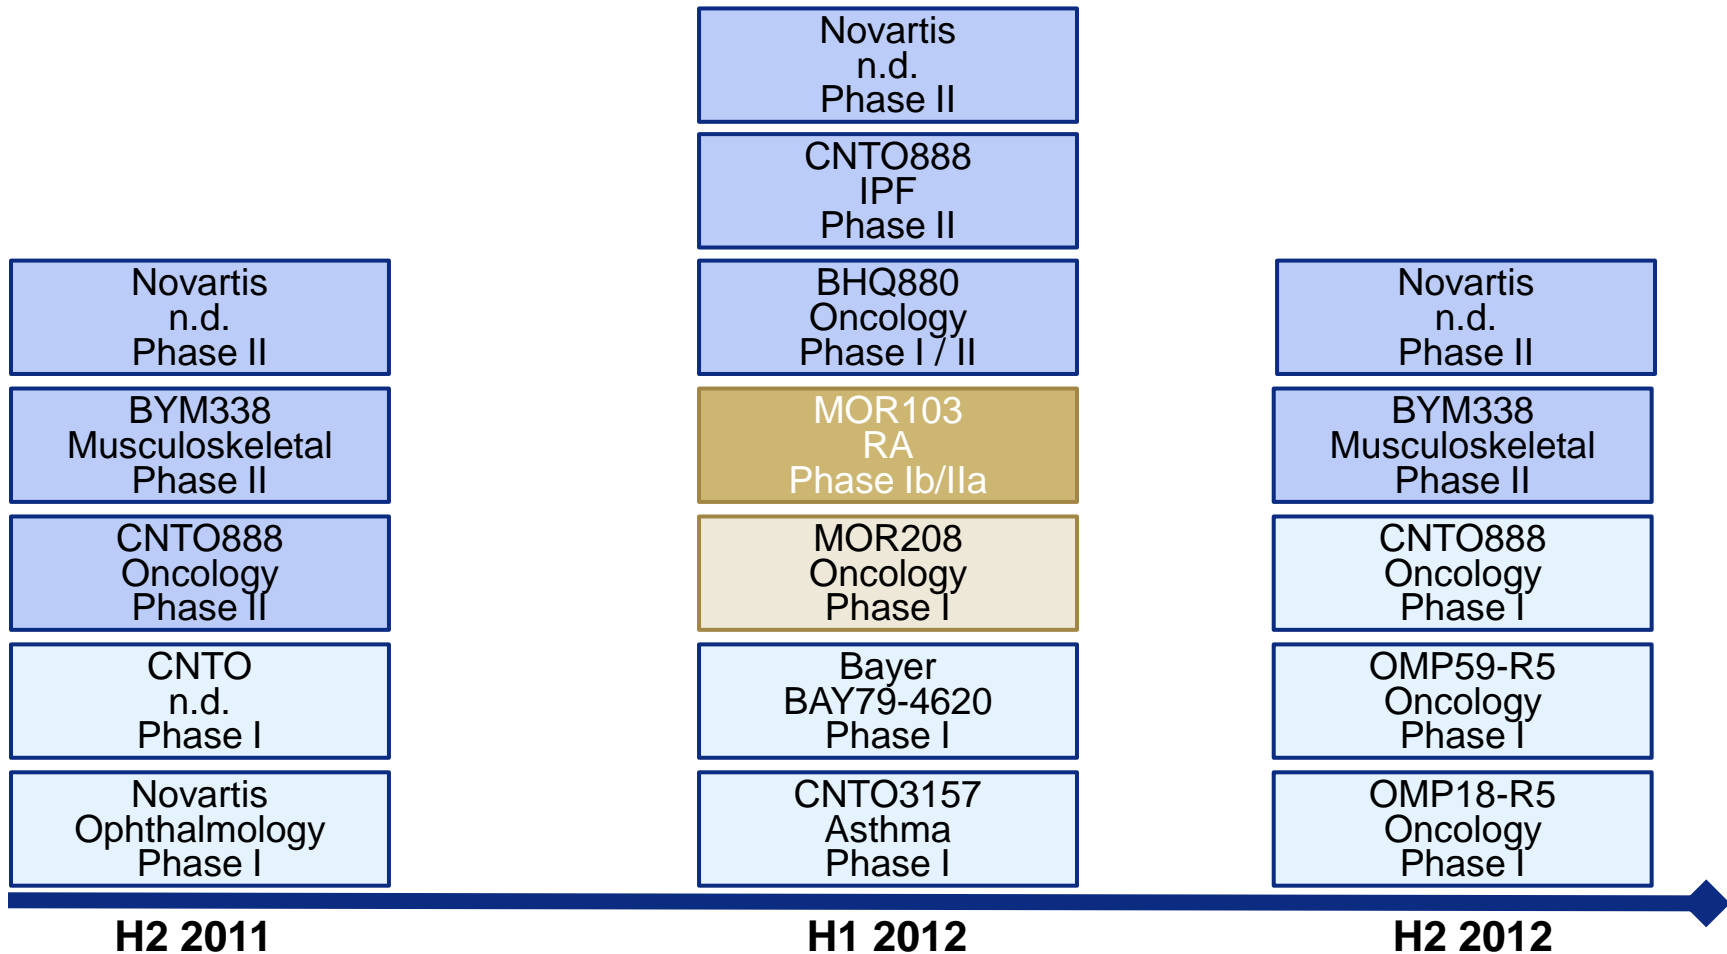 Novartis
n.d.
Phase II
BYM338
Musculoskeletal
Phase II
CNTO888
Oncology
Phase II
CNTO
n.d.
Phase I
Novartis
Ophthalmology
Phase I
H2 2011
Novartis
n.d.
Phase II
CNTO888
IPF
Phase II
BHQ880
Oncology
Phase I / II
MOR103
RA
Phase Ib/IIa
MOR208
Oncology
Phase I
Bayer
BAY79-4620
Phase I
CNTO3157
Asthma
Phase I
H1 2012
Novartis
n.d.
Phase II
BYM338
Musculoskeletal
Phase II
CNTO888
Oncology
Phase I
OMP59-R5
Oncology
Phase I
OMP18-R5
Oncology
Phase I
H2 2012